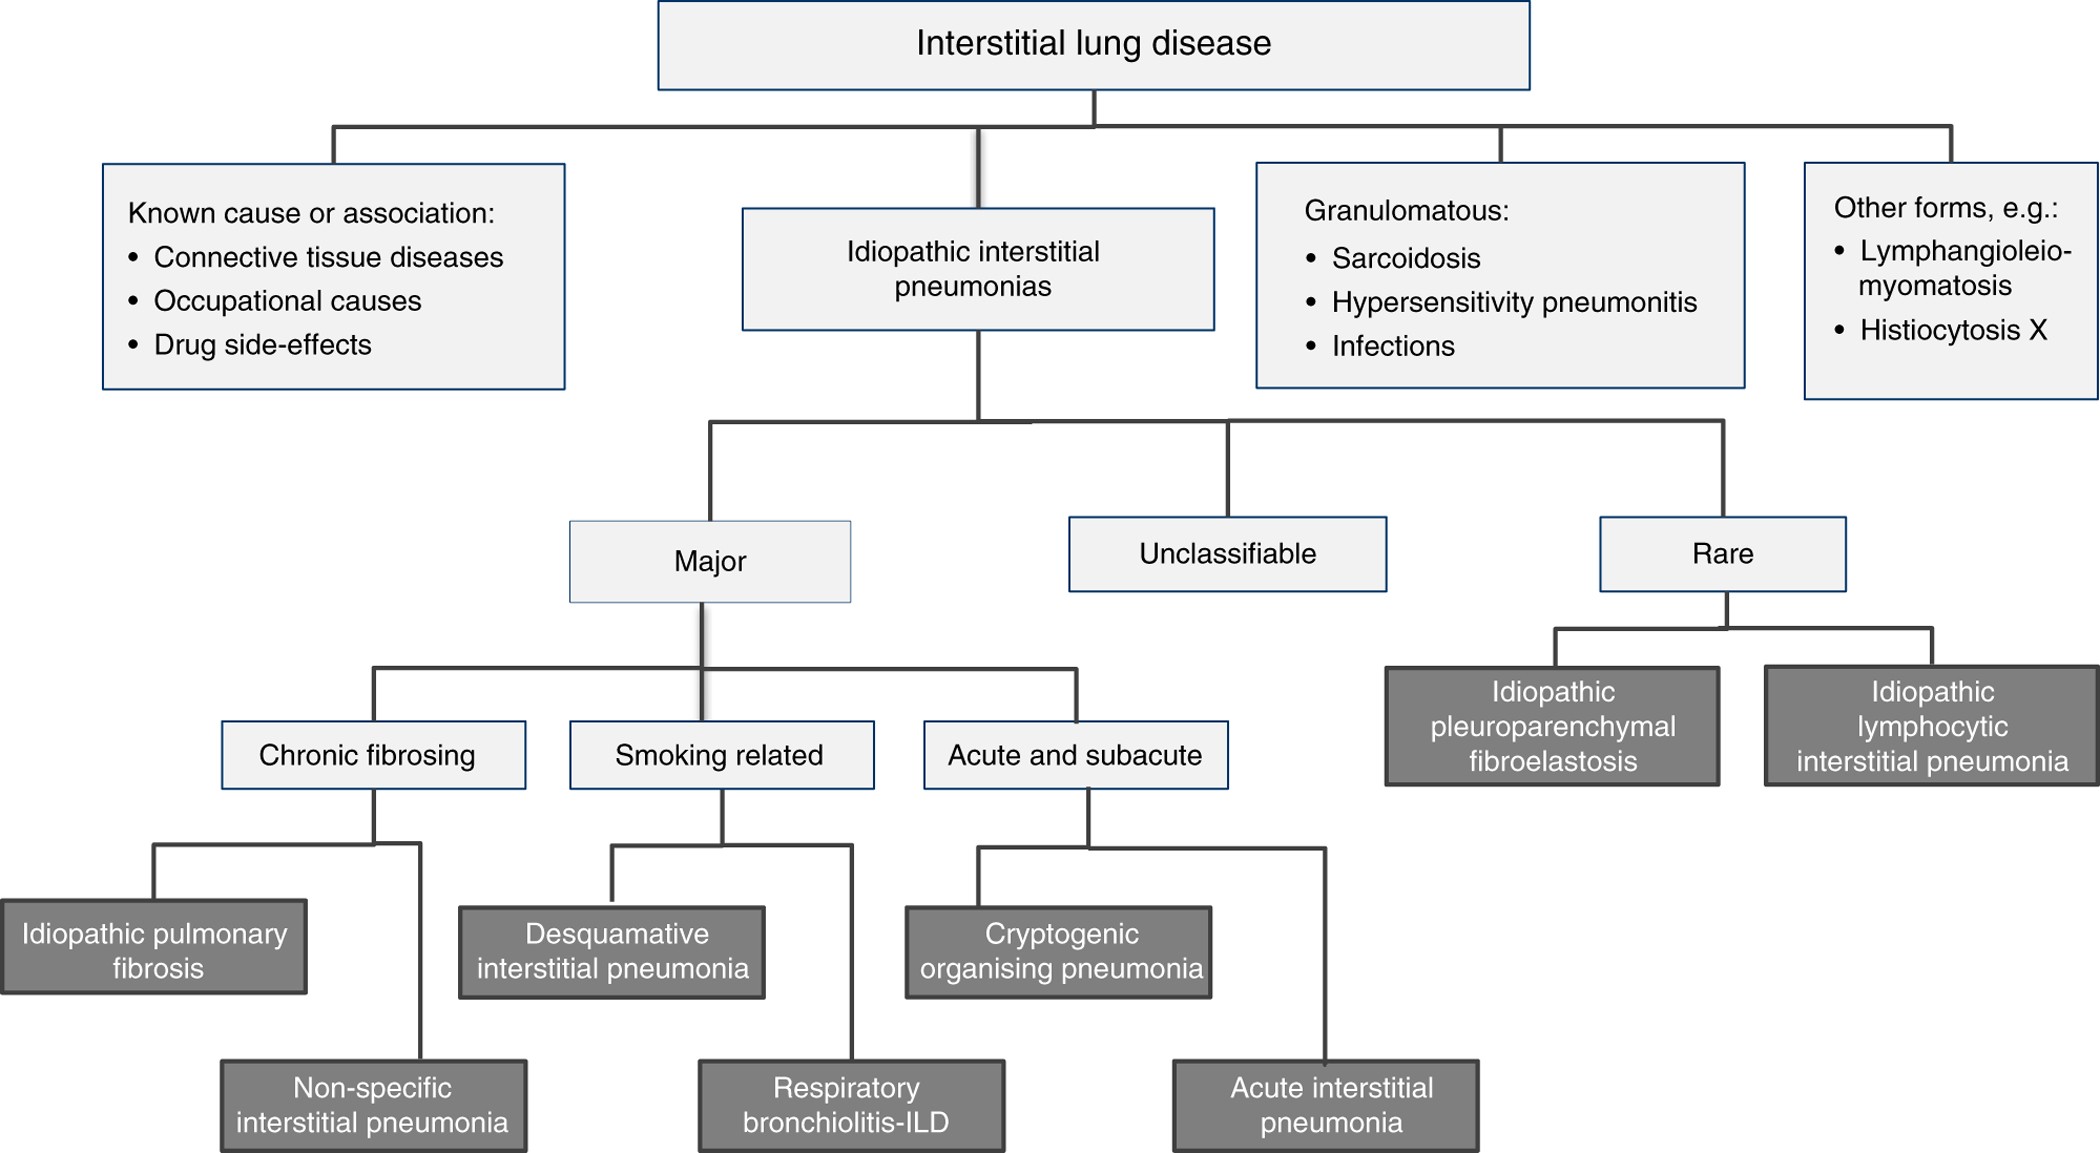 Interstitial lung disease
Known cause or association:
• Connective tissue diseases
• Occupational causes
• Drug side-effects
Idiopathic interstitial
pneumonias
Granulomatous:
• Sarcoidosis
• Hypersensitivity pneumonitis
• Infections
Other forms, e.g.:
• Lymphangioleio-
myomatosis
• Histiocytosis X
Major
Unclassifiable
Rare
Chronic fibrosing
Smoking related
Acute and subacute
Idiopathic
pleuroparenchymal
fibroelastosis
Idiopathic
lymphocytic
interstitial pneumonia
Idiopathic pulmonary
fibrosis
Desquamative
interstitial pneumonia
Cryptogenic
organising pneumonia
Non-specific
interstitial pneumonia
Respiratory
bronchiolitis-ILD
Acute interstitial
pneumonia